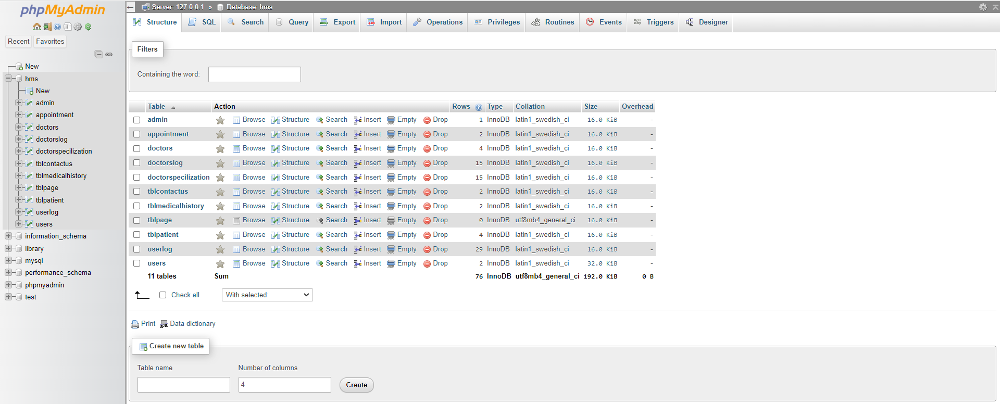 phpMyAdmin
Recent Favorites
New
hms
New
admin
appointment
doctors
doctorslog
doctorspecilization
tblcontactus
tblmedicalhistory
tblpage
tblpatient
userlog
users
information_schema
library
mysql
performance_schema
phpmyadmin
test
Server: 127.0.0.1 » Database: hms
Structure SQL Search Query Export Import Operations Privileges Routines Events Triggers Designer
Filters
Containing the word:
Table Action Rows Type Collation Size Overhead
admin Browse Structure Search Insert Empty Drop 1 InnoDB latin1_swedish_ci 16.0 KiB -
appointment Browse Structure Search Insert Empty Drop 2 InnoDB latin1_swedish_ci 16.0 KiB -
doctors Browse Structure Search Insert Empty Drop 4 InnoDB latin1_swedish_ci 16.0 KiB -
doctorslog Browse Structure Search Insert Empty Drop 15 InnoDB latin1_swedish_ci 16.0 KiB -
doctorspecilization Browse Structure Search Insert Empty Drop 15 InnoDB latin1_swedish_ci 16.0 KiB -
tblcontactus Browse Structure Search Insert Empty Drop 2 InnoDB latin1_swedish_ci 16.0 KiB -
tblmedicalhistory Browse Structure Search Insert Empty Drop 2 InnoDB latin1_swedish_ci 16.0 KiB -
tblpage Browse Structure Search Insert Empty Drop 0 InnoDB utf8mb4_general_ci 16.0 KiB -
tblpatient Browse Structure Search Insert Empty Drop 4 InnoDB latin1_swedish_ci 16.0 KiB -
userlog Browse Structure Search Insert Empty Drop 29 InnoDB latin1_swedish_ci 16.0 KiB -
users Browse Structure Search Insert Empty Drop 2 InnoDB latin1_swedish_ci 32.0 KiB -
11 tables Sum 76 InnoDB utf8mb4_general_ci 192.0 KiB 0 B
Check all With selected:
Print Data dictionary
Create new table
Table name Number of columns
4 Create